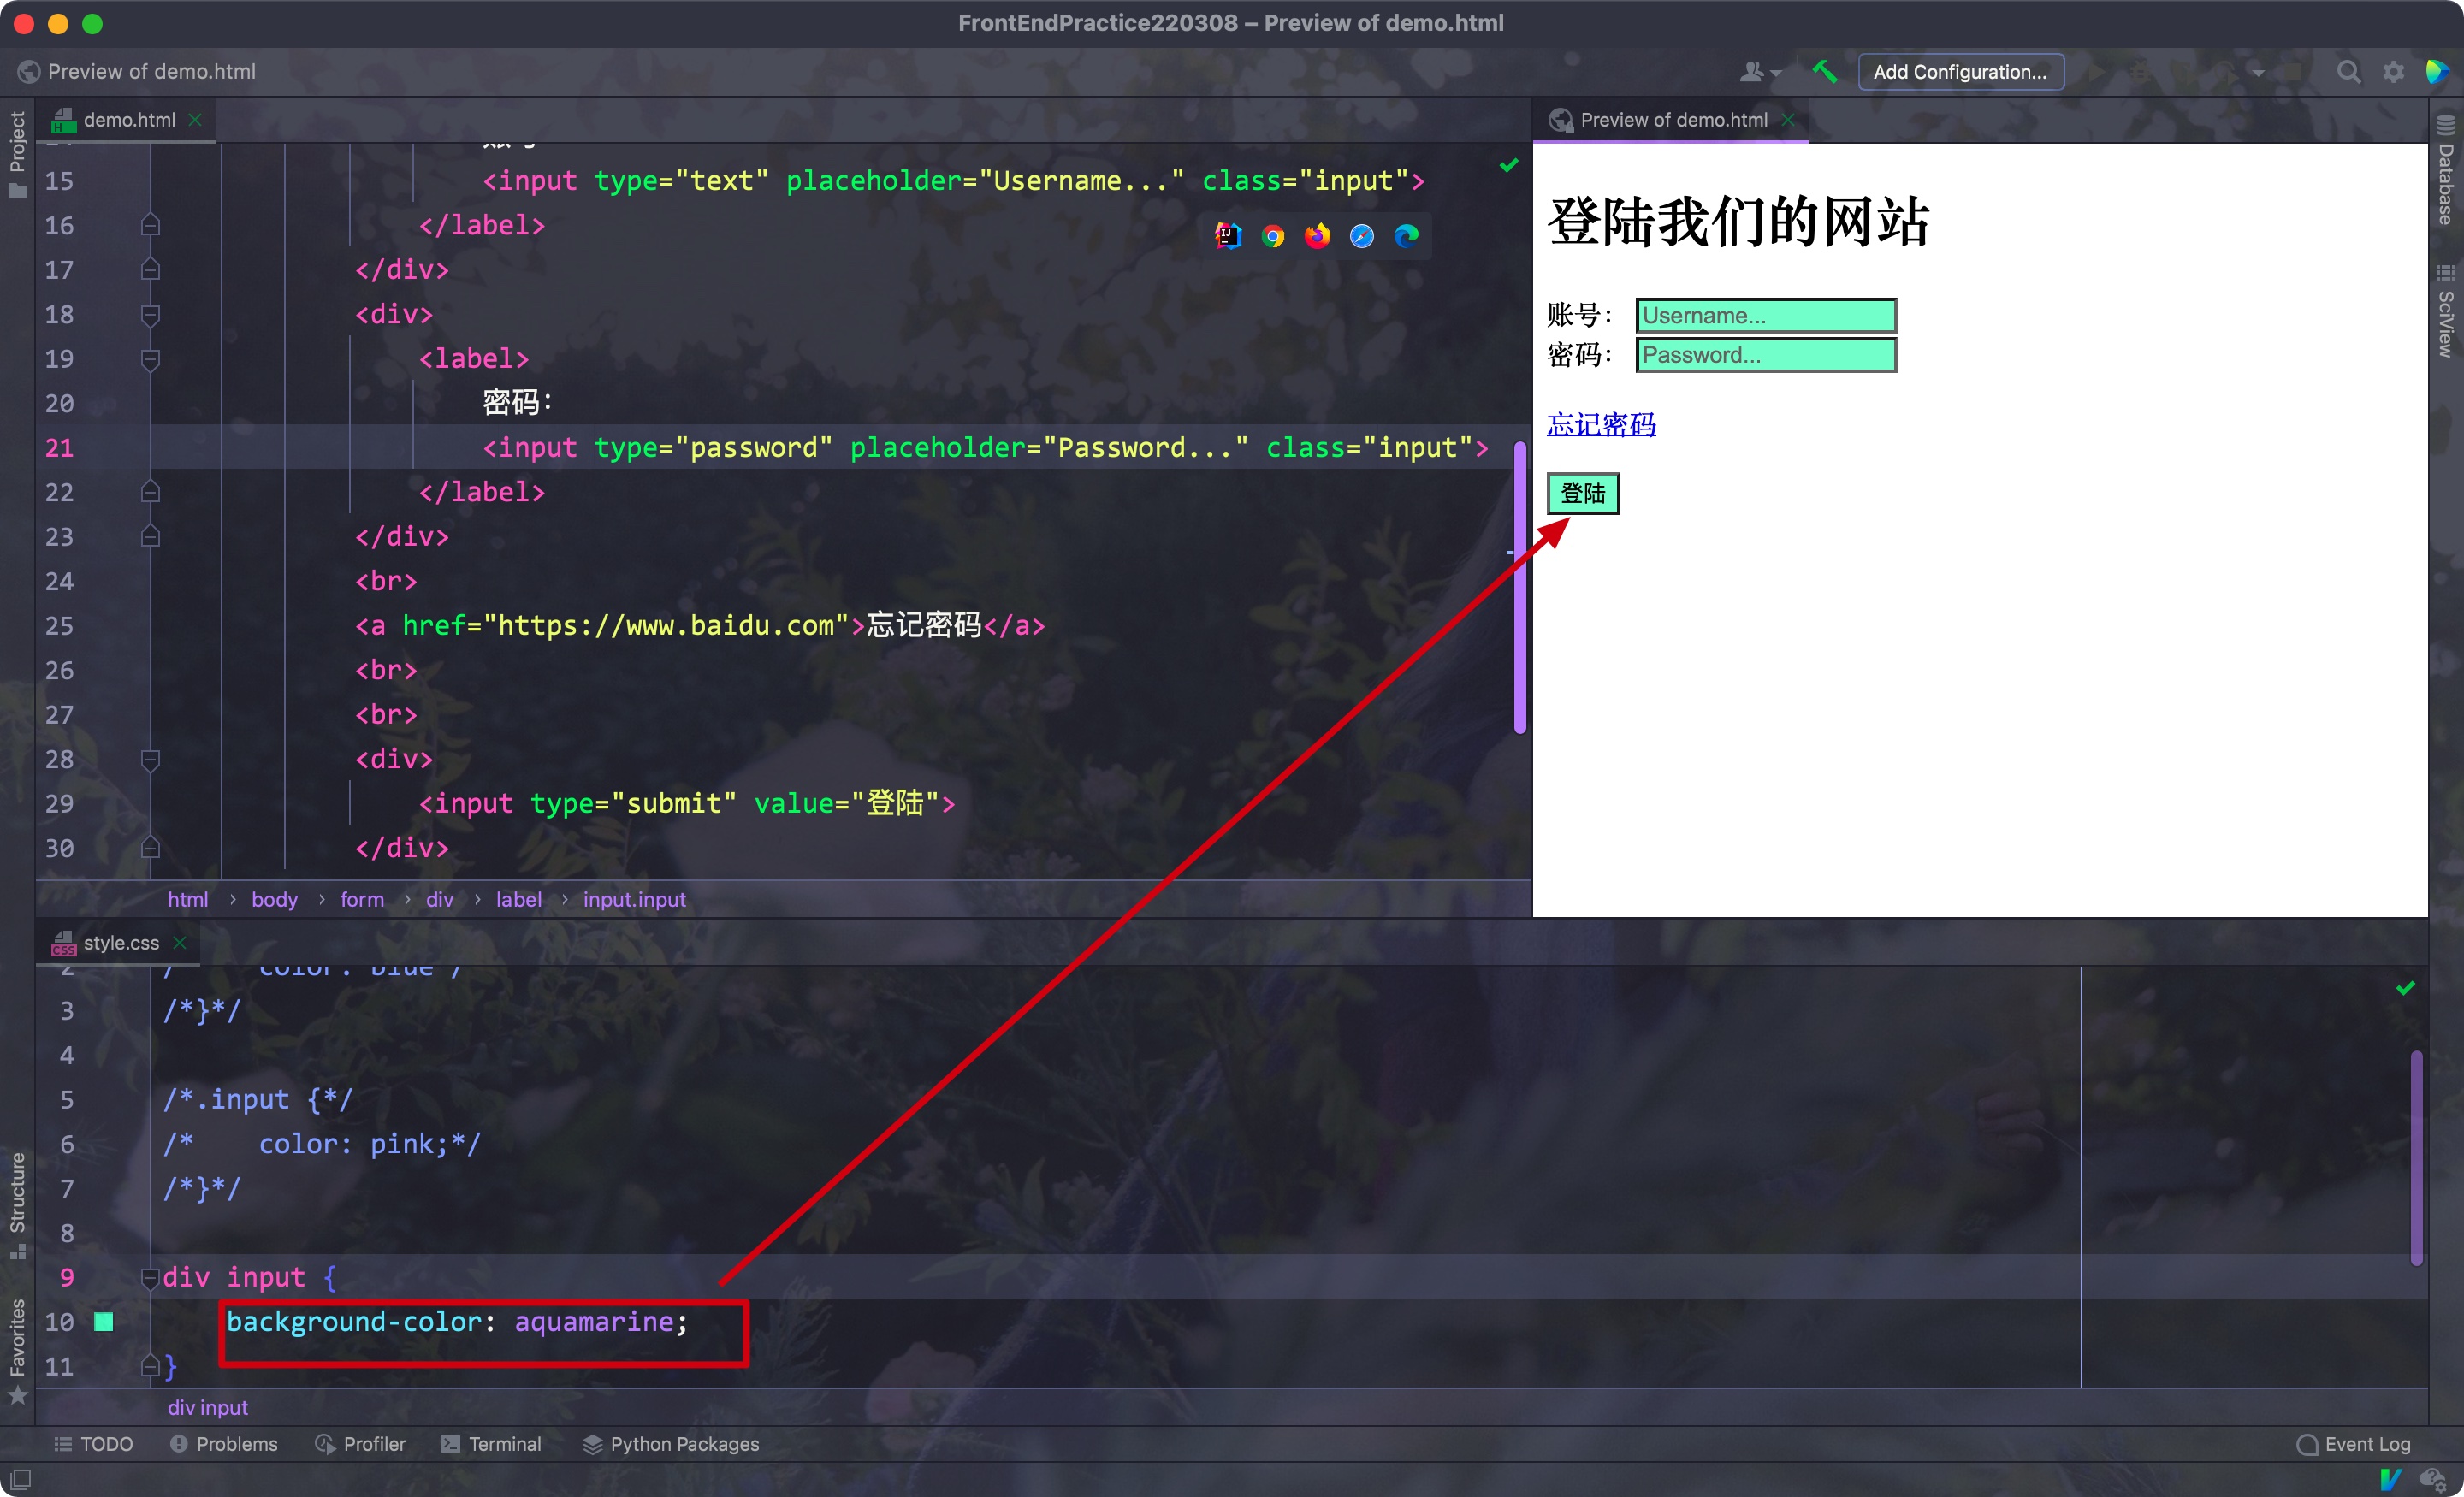 FrontEndPractice220308 – Preview of demo.html
Preview of demo.html
Add Configuration...
Project
demo.html
15 <input type="text" placeholder="Username..." class="input">
16 </label>
17 </div>
18 <div>
19 <label>
20 密码：
21 <input type="password" placeholder="Password..." class="input">
22 </label>
23 </div>
24 <br>
25 <a href="https://www.baidu.com">忘记密码</a>
26 <br>
27 <br>
28 <div>
29 <input type="submit" value="登陆">
30 </div>
html › body › form › div › label › input.input
Preview of demo.html
登陆我们的网站
账号： Username...
密码： Password...
忘记密码
登陆
Database
SciView
style.css
2 /* color: blue*/
3 /*}*/
4
5 /*.input {*/
6 /* color: pink;*/
7 /*}*/
8
9 div input {
10 background-color: aquamarine;
11 }
div input
Structure
Favorites
TODO Problems Profiler Terminal Python Packages Event Log